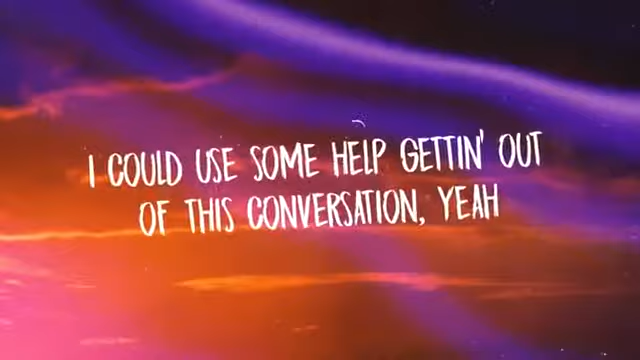 I COULD USE SOME HELP GETTIN' OUT
OF THIS CONVERSATION, YEAH